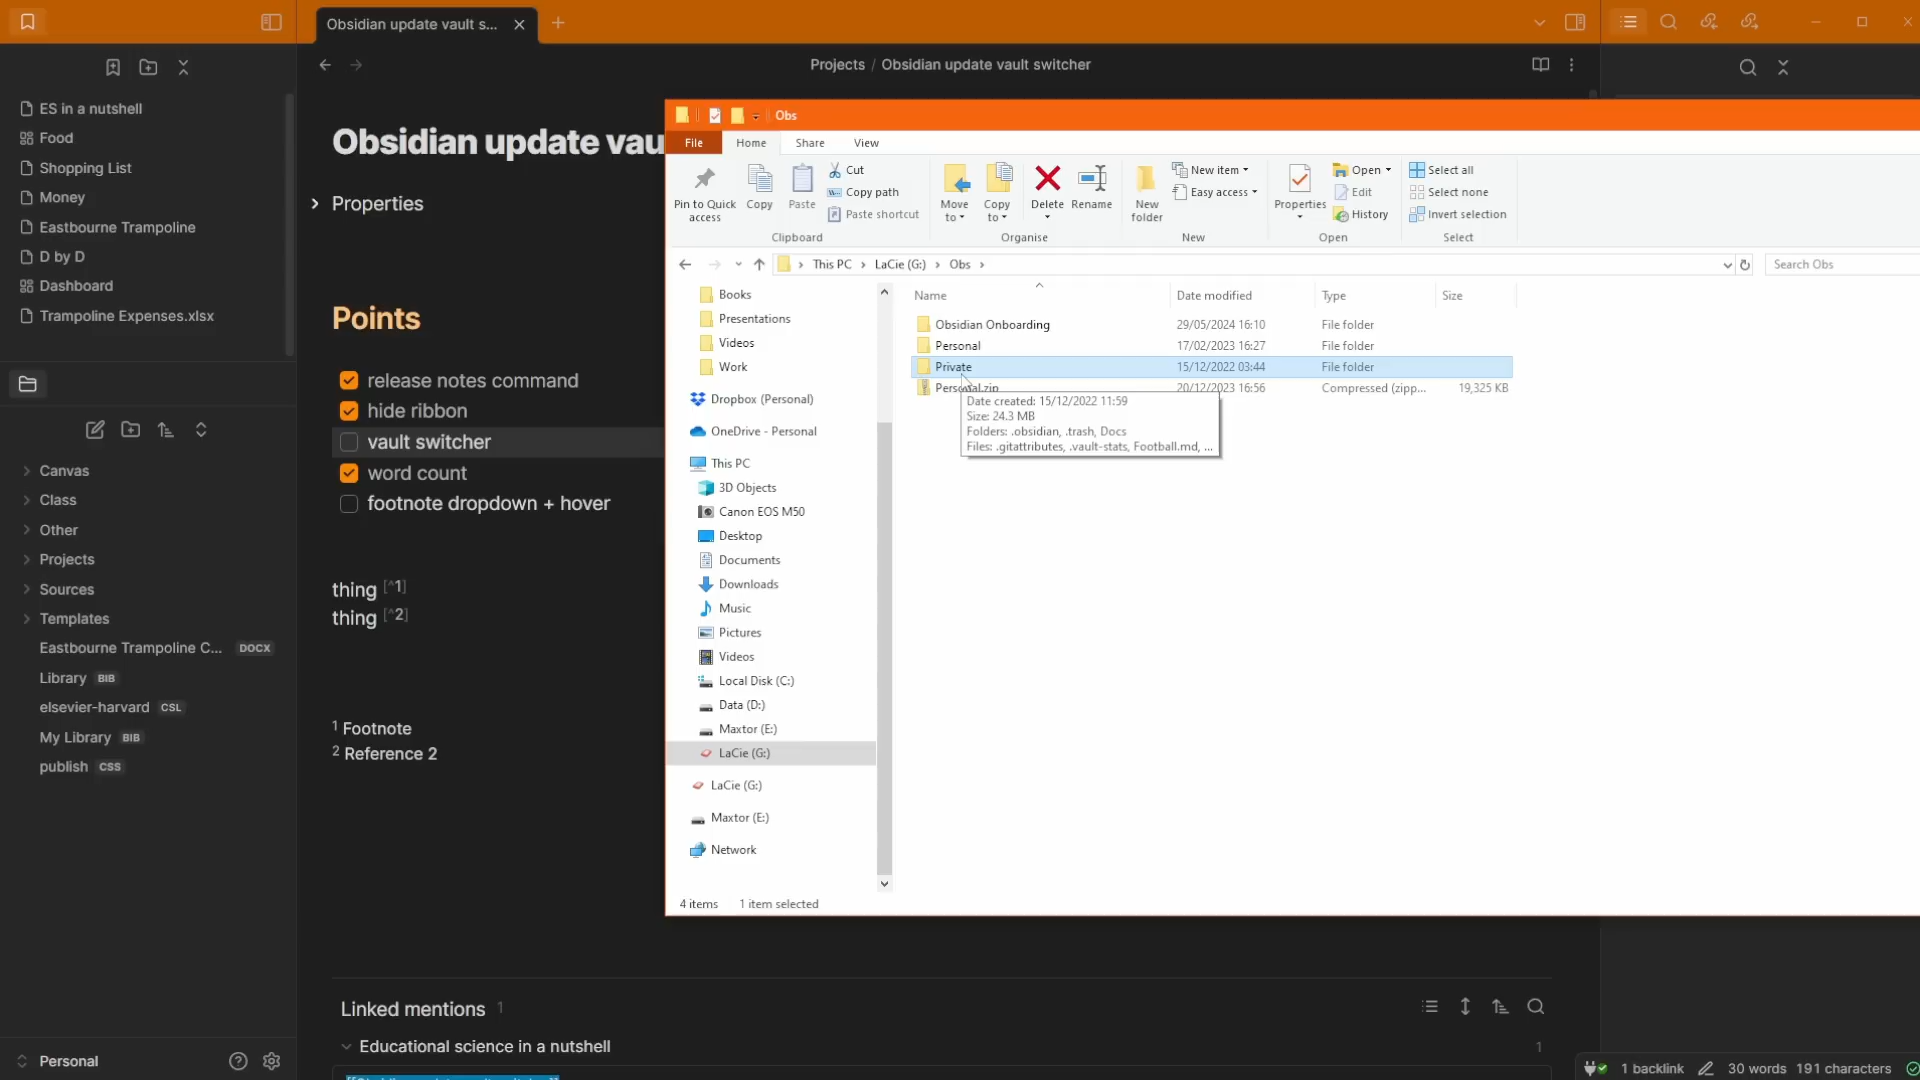 Obsidian update vault s...
Projects / Obsidian update vault switcher
ES in a nutshell
Food
Shopping List
Money
Eastbourne Trampoline
D by D
Dashboard
Trampoline Expenses.xlsx
Canvas
Class
Other
Projects
Sources
Templates
Eastbourne Trampoline C... DOCX
Library BIB
elsevier-harvard CSL
My Library BIB
publish CSS
Personal
Obsidian update vau
Properties
Points
release notes command
hide ribbon
vault switcher
word count
footnote dropdown + hover
thing [^1]
thing [^2]
1 Footnote
2 Reference 2
Linked mentions 1
Educational science in a nutshell 1
Obs
File Home Share View
Pin to Quick access
Copy
Paste
Cut
Copy path
Paste shortcut
Clipboard
Move to
Copy to
Delete
Rename
Organise
New folder
New item
Easy access
New
Properties
Open
Edit
History
Open
Select all
Select none
Invert selection
Select
This PC > LaCie (G:) > Obs >
Search Obs
Books
Presentations
Videos
Work
Dropbox (Personal)
OneDrive - Personal
This PC
3D Objects
Canon EOS M50
Desktop
Documents
Downloads
Music
Pictures
Videos
Local Disk (C:)
Data (D:)
Maxtor (E:)
LaCie (G:)
LaCie (G:)
Maxtor (E:)
Network
Name Date modified Type Size
Obsidian Onboarding 29/05/2024 16:10 File folder
Personal 17/02/2023 16:27 File folder
Private 15/12/2022 03:44 File folder
Personal.zip 20/12/2023 16:56 Compressed (zipp... 19,325 KB
Date created: 15/12/2022 11:59
Size: 24.3 MB
Folders: .obsidian, .trash, Docs
Files: .gitattributes, .vault-stats, Football.md, ...
4 items 1 item selected
1 backlink 30 words 191 characters